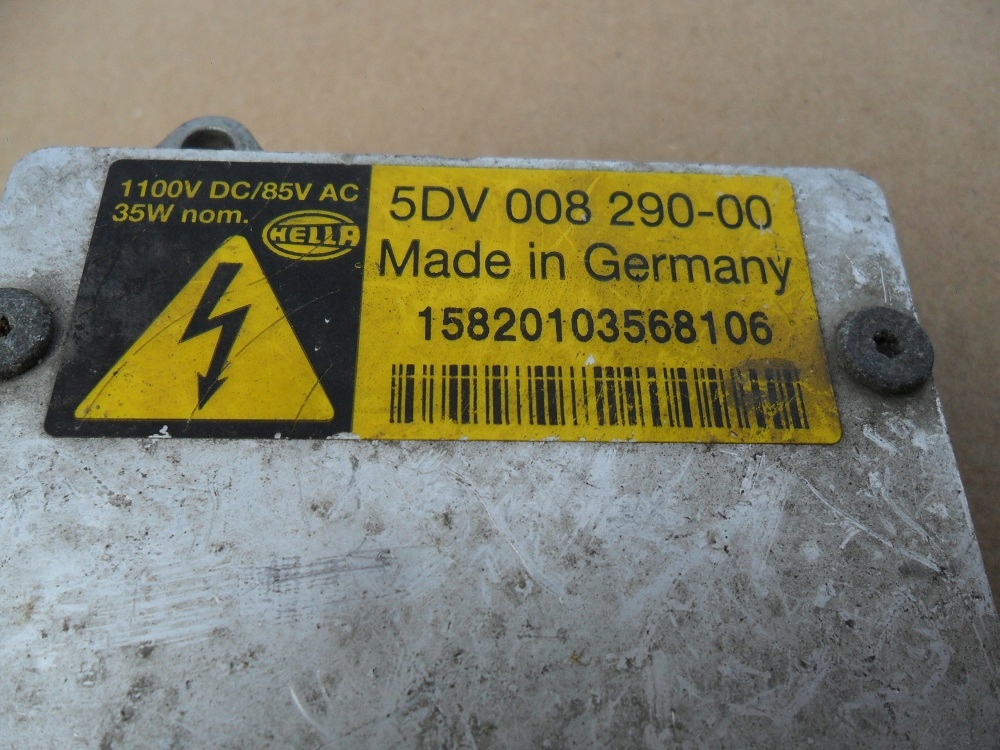 1100V DC/85V AC
35W nom.
HELLA
5DV 008 290-00
Made in Germany
15820103568106